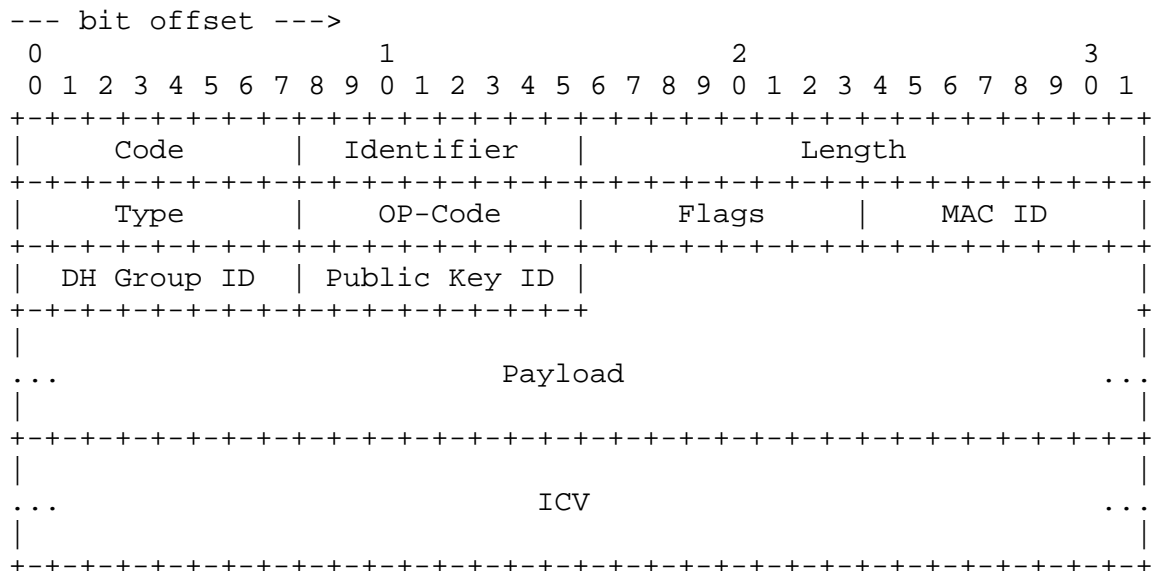 --- bit offset --->
 0                   1                   2                   3
 0 1 2 3 4 5 6 7 8 9 0 1 2 3 4 5 6 7 8 9 0 1 2 3 4 5 6 7 8 9 0 1
+-+-+-+-+-+-+-+-+-+-+-+-+-+-+-+-+-+-+-+-+-+-+-+-+-+-+-+-+-+-+-+-+
|     Code      |  Identifier   |            Length             |
+-+-+-+-+-+-+-+-+-+-+-+-+-+-+-+-+-+-+-+-+-+-+-+-+-+-+-+-+-+-+-+-+
|     Type      |    OP-Code    |     Flags     |    MAC ID     |
+-+-+-+-+-+-+-+-+-+-+-+-+-+-+-+-+-+-+-+-+-+-+-+-+-+-+-+-+-+-+-+-+
|  DH Group ID  | Public Key ID |                               |
+-+-+-+-+-+-+-+-+-+-+-+-+-+-+-+-+                               +
|                                                               |
...                         Payload                           ...
|                                                               |
+-+-+-+-+-+-+-+-+-+-+-+-+-+-+-+-+-+-+-+-+-+-+-+-+-+-+-+-+-+-+-+-+
|                                                               |
...                           ICV                             ...
|                                                               |
+-+-+-+-+-+-+-+-+-+-+-+-+-+-+-+-+-+-+-+-+-+-+-+-+-+-+-+-+-+-+-+-+